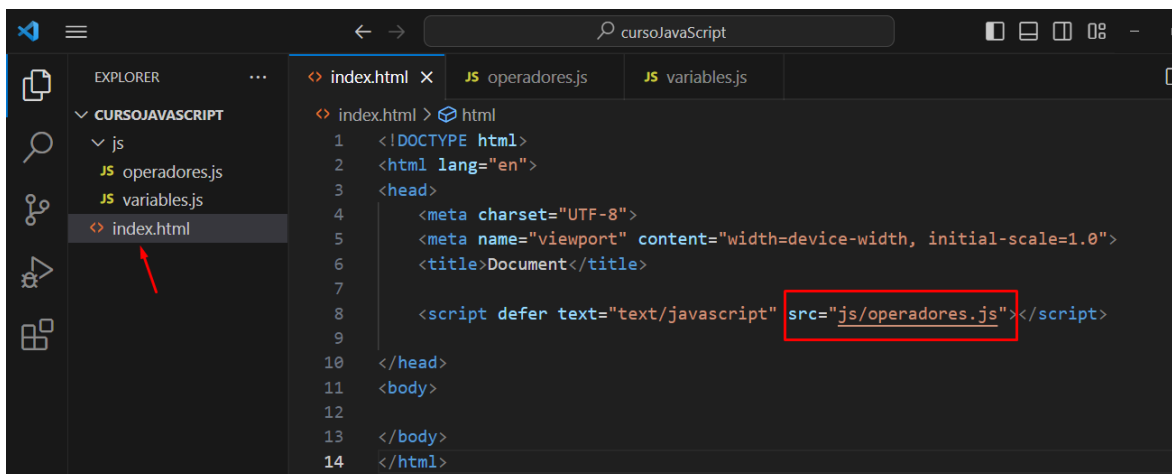 cursoJavaScript
EXPLORER ...
CURSOJAVASCRIPT
js
JS operadores.js
JS variables.js
<> index.html
<> index.html × JS operadores.js JS variables.js
<> index.html > html
1 <!DOCTYPE html>
2 <html lang="en">
3 <head>
4 <meta charset="UTF-8">
5 <meta name="viewport" content="width=device-width, initial-scale=1.0">
6 <title>Document</title>
7
8 <script defer text="text/javascript" src="js/operadores.js"></script>
9
10 </head>
11 <body>
12
13 </body>
14 </html>